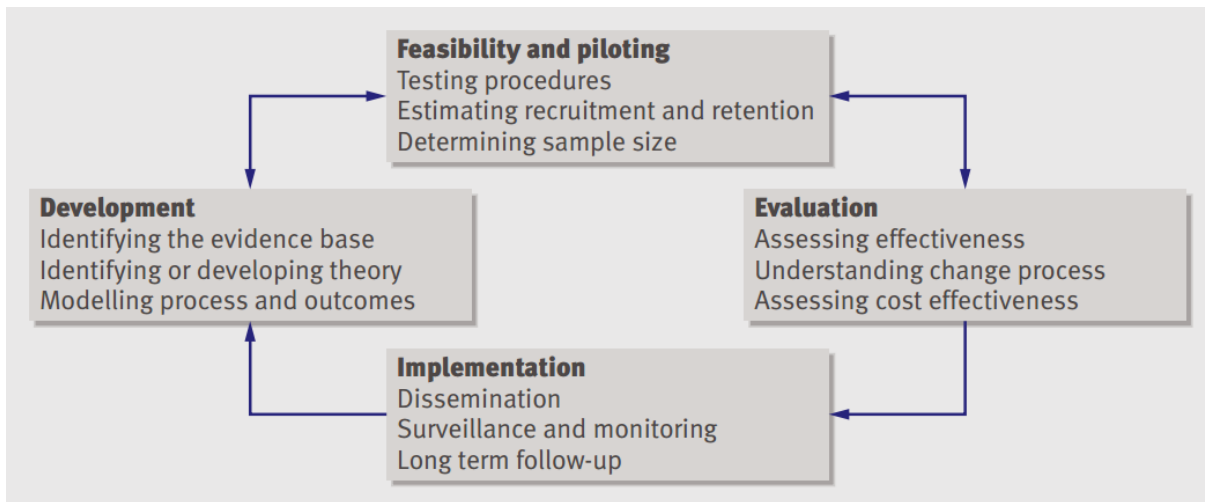 Feasibility and piloting
Testing procedures
Estimating recruitment and retention
Determining sample size
Development
Identifying the evidence base
Identifying or developing theory
Modelling process and outcomes
Evaluation
Assessing effectiveness
Understanding change process
Assessing cost effectiveness
Implementation
Dissemination
Surveillance and monitoring
Long term follow-up